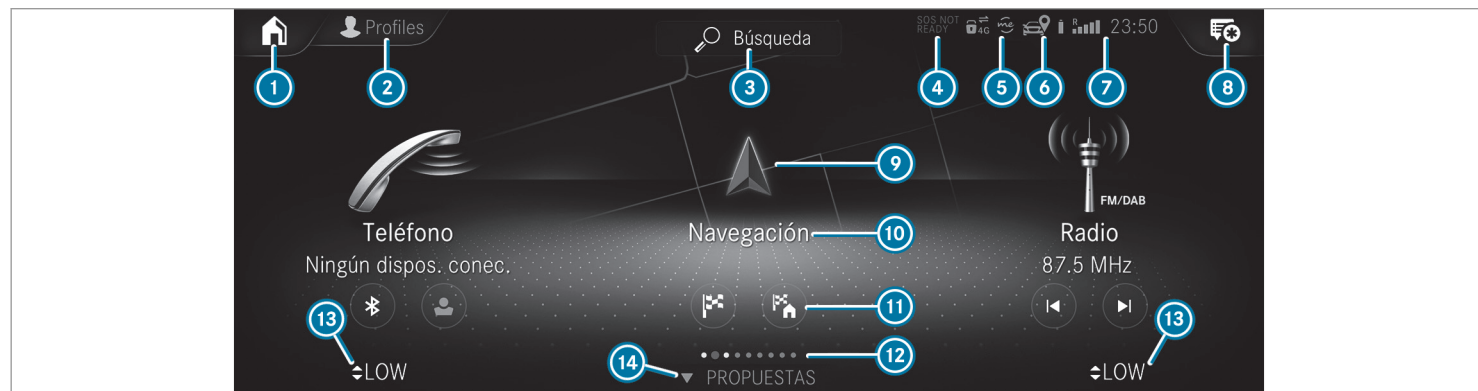 Profiles
Búsqueda
SOS NOT
READY
4G
me
R
23:50
1
2
3
4
5
6
7
8
9
FM/DAB
Teléfono
Navegación
10
Radio
Ningún dispos. conec.
87.5 MHz
11
13
13
12
14
LOW
PROPUESTAS
LOW